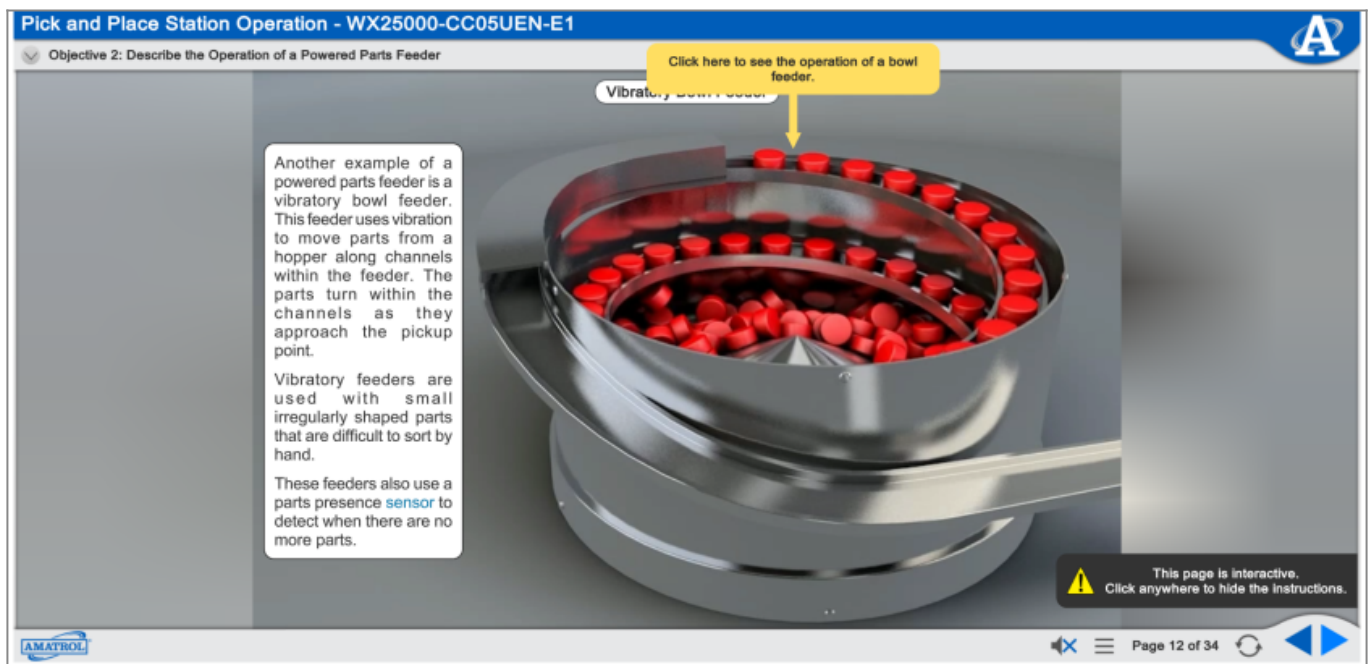 Pick and Place Station Operation - WX25000-CC05UEN-E1
Objective 2: Describe the Operation of a Powered Parts Feeder
Click here to see the operation of a bowl
feeder.
Vibratory Bowl Feeder
Another example of a
powered parts feeder is a
vibratory bowl feeder.
This feeder uses vibration
to move parts from a
hopper along channels
within the feeder. The
parts turn within the
channels as they
approach the pickup
point.
Vibratory feeders are
used with small
irregularly shaped parts
that are difficult to sort by
hand.
These feeders also use a
parts presence sensor to
detect when there are no
more parts.
This page is interactive.
Click anywhere to hide the instructions.
AMATROL
Page 12 of 34